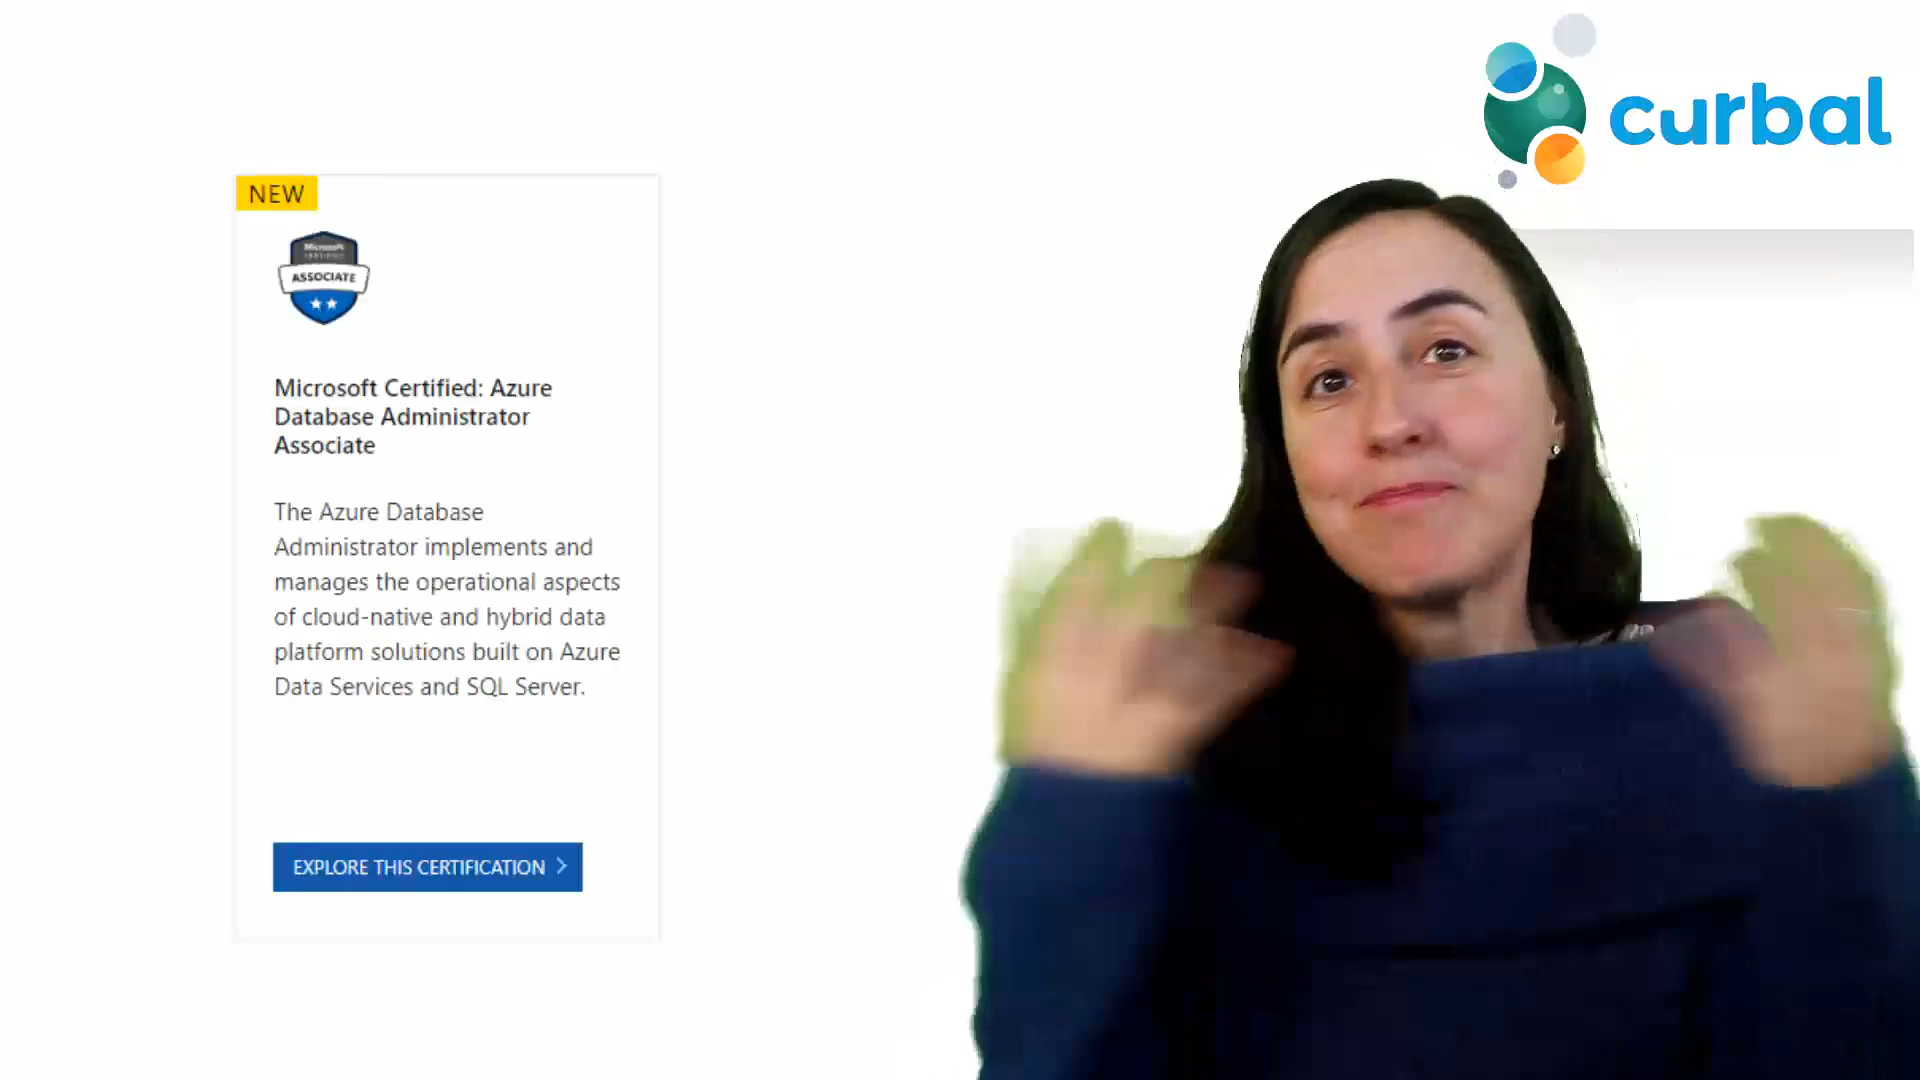 curbal
NEW
Microsoft
CERTIFIED
ASSOCIATE
Microsoft Certified: Azure
Database Administrator
Associate
The Azure Database
Administrator implements and
manages the operational aspects
of cloud-native and hybrid data
platform solutions built on Azure
Data Services and SQL Server.
EXPLORE THIS CERTIFICATION